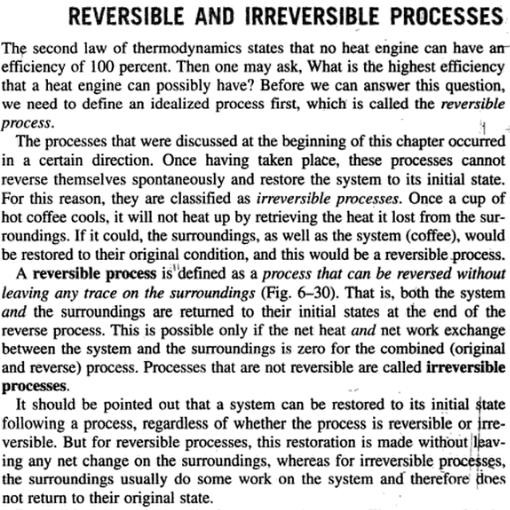 REVERSIBLE AND IRREVERSIBLE PROCESSES
The second law of thermodynamics states that no heat engine can have an
efficiency of 100 percent. Then one may ask, What is the highest efficiency
that a heat engine can possibly have? Before we can answer this question,
we need to define an idealized process first, which is called the reversible
process.
The processes that were discussed at the beginning of this chapter occurred
in a certain direction. Once having taken place, these processes cannot
reverse themselves spontaneously and restore the system to its initial state.
For this reason, they are classified as irreversible processes. Once a cup of
hot coffee cools, it will not heat up by retrieving the heat it lost from the sur-
roundings. If it could, the surroundings, as well as the system (coffee), would
be restored to their original condition, and this would be a reversible process.
A reversible process is defined as a process that can be reversed without
leaving any trace on the surroundings (Fig. 6–30). That is, both the system
and the surroundings are returned to their initial states at the end of the
reverse process. This is possible only if the net heat and net work exchange
between the system and the surroundings is zero for the combined (original
and reverse) process. Processes that are not reversible are called irreversible
processes.
It should be pointed out that a system can be restored to its initial state
following a process, regardless of whether the process is reversible or irre-
versible. But for reversible processes, this restoration is made without leav-
ing any net change on the surroundings, whereas for irreversible processes,
the surroundings usually do some work on the system and therefore does
not return to their original state.